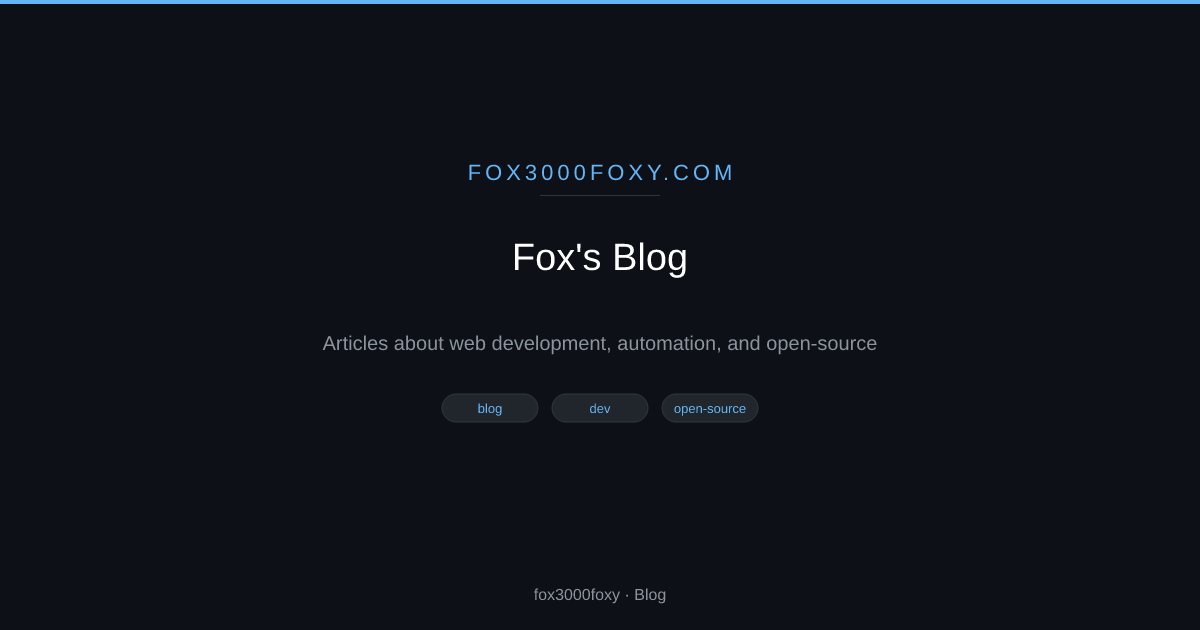 FOX3000FOXY.COM
Fox's Blog
Articles about web development, automation, and open-source
blog dev open-source
fox3000foxy · Blog